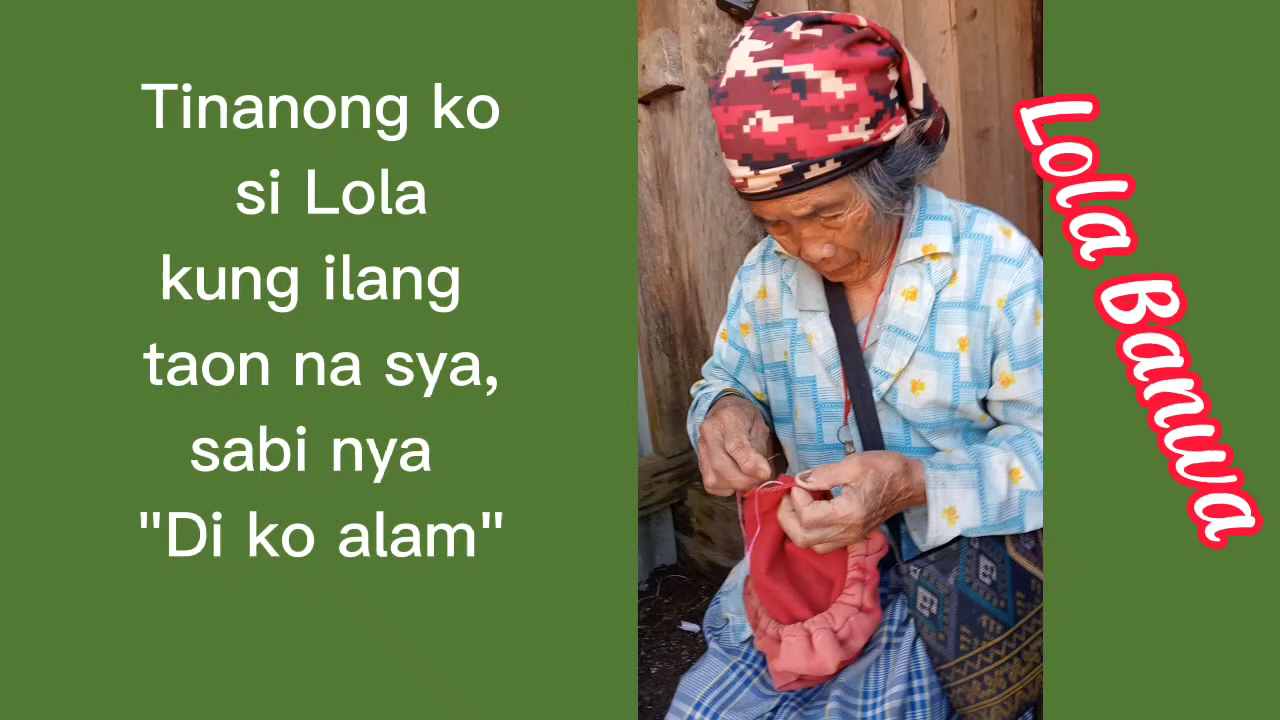 Tinanong ko
si Lola
kung ilang
taon na sya,
sabi nya
"Di ko alam"
Lola Banwa